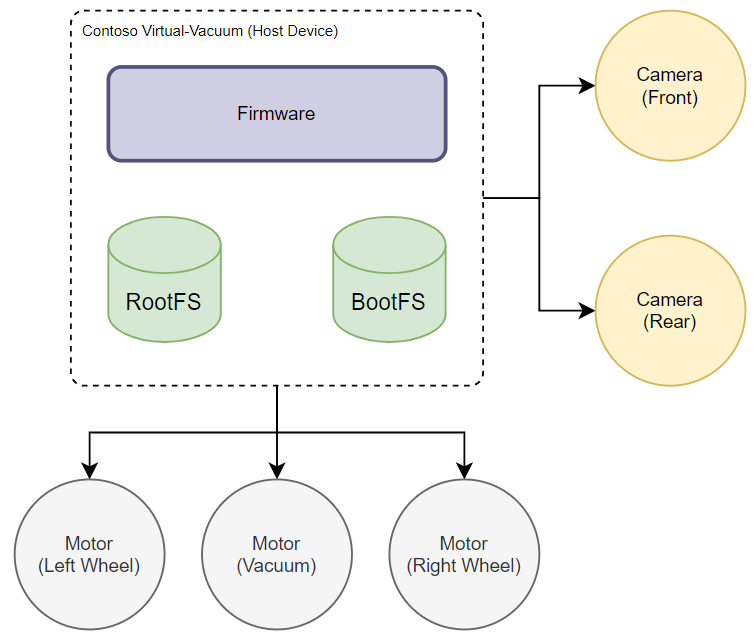 Contoso Virtual-Vacuum (Host Device)
Firmware
RootFS
BootFS
Camera
(Front)
Camera
(Rear)
Motor
(Left Wheel)
Motor
(Vacuum)
Motor
(Right Wheel)